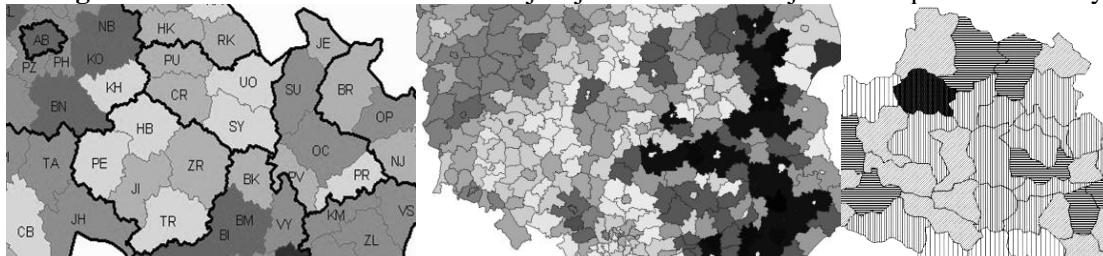 NB
HK
RK
AB
JE
PZ
PH
KO
PU
UO
SU
BR
KH
CR
BN
OP
SY
HB
OC
TA
PE
JI
ZR
NJ
BK
PV
PR
JH
TR
BM
VY
KM
VS
CB
BI
ZL